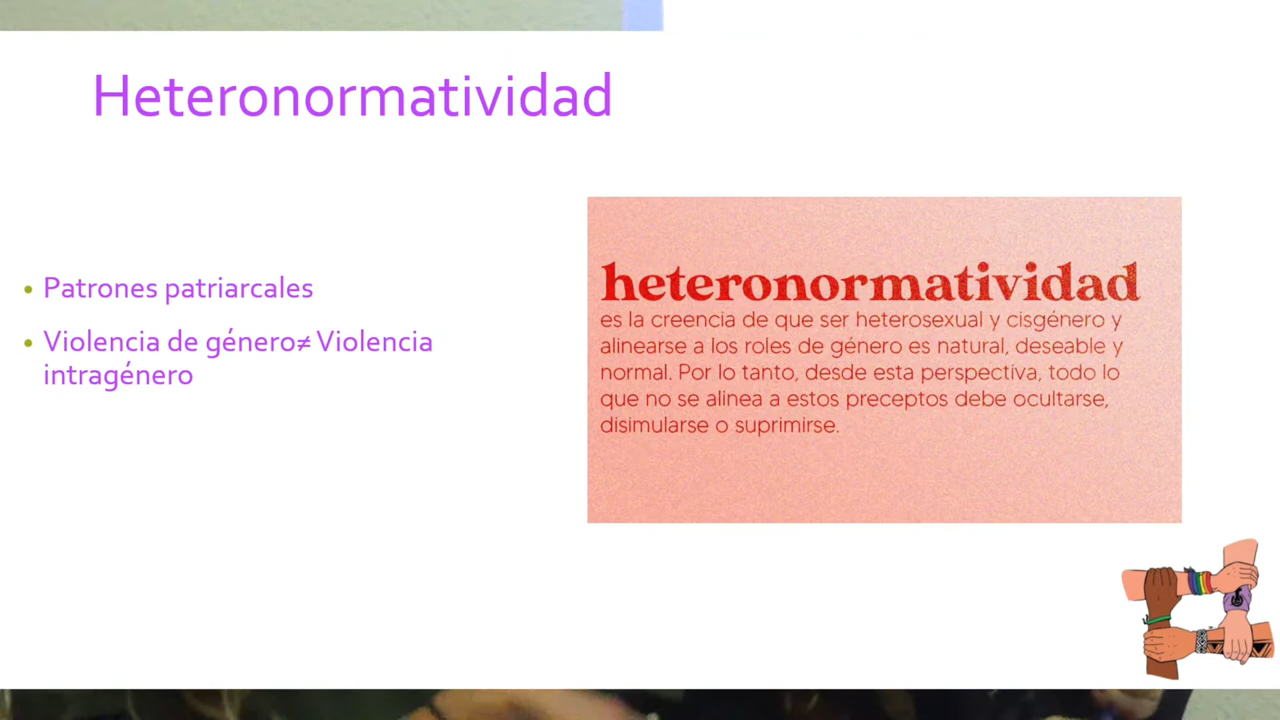 Heteronormatividad
• Patrones patriarcales
• Violencia de género≠ Violencia
intragénero
heteronormatividad
es la creencia de que ser heterosexual y cisgénero y
alinearse a los roles de género es natural, deseable y
normal. Por lo tanto, desde esta perspectiva, todo lo
que no se alinea a estos preceptos debe ocultarse,
disimularse o suprimirse.